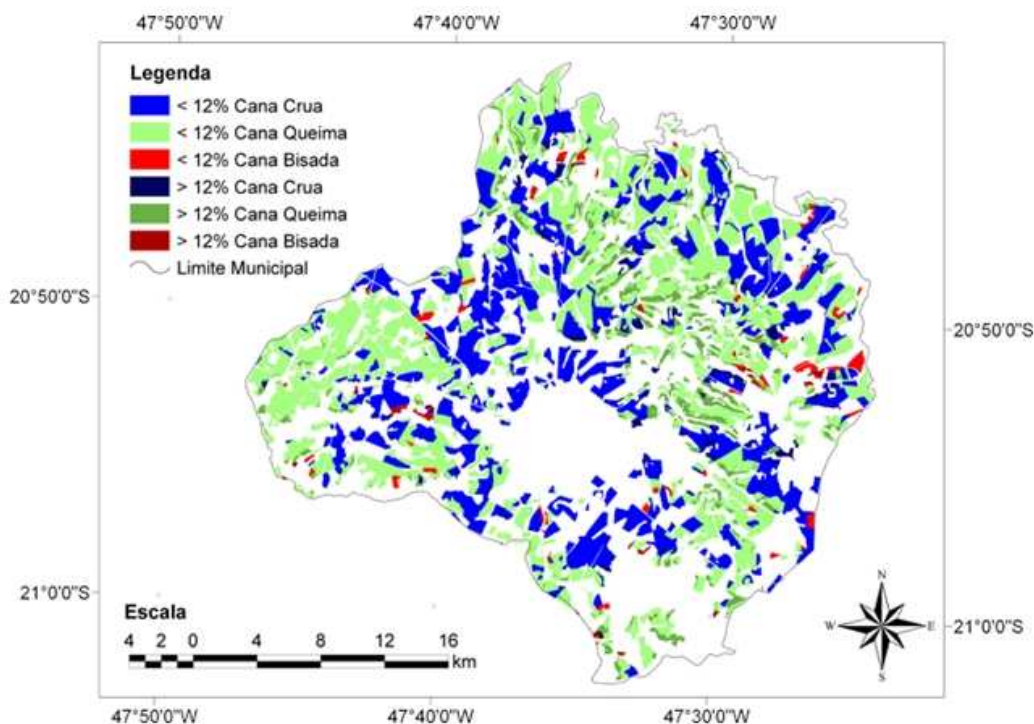 47°50'0"W 47°40'0"W 47°30'0"W
Legenda
< 12% Cana Crua
< 12% Cana Queima
< 12% Cana Bisada
> 12% Cana Crua
> 12% Cana Queima
> 12% Cana Bisada
Limite Municipal
20°50'0"S
20°50'0"S
21°0'0"S
21°0'0"S
Escala
4 2 0 4 8 12 16
km
N
W E
S
47°50'0"W 47°40'0"W 47°30'0"W